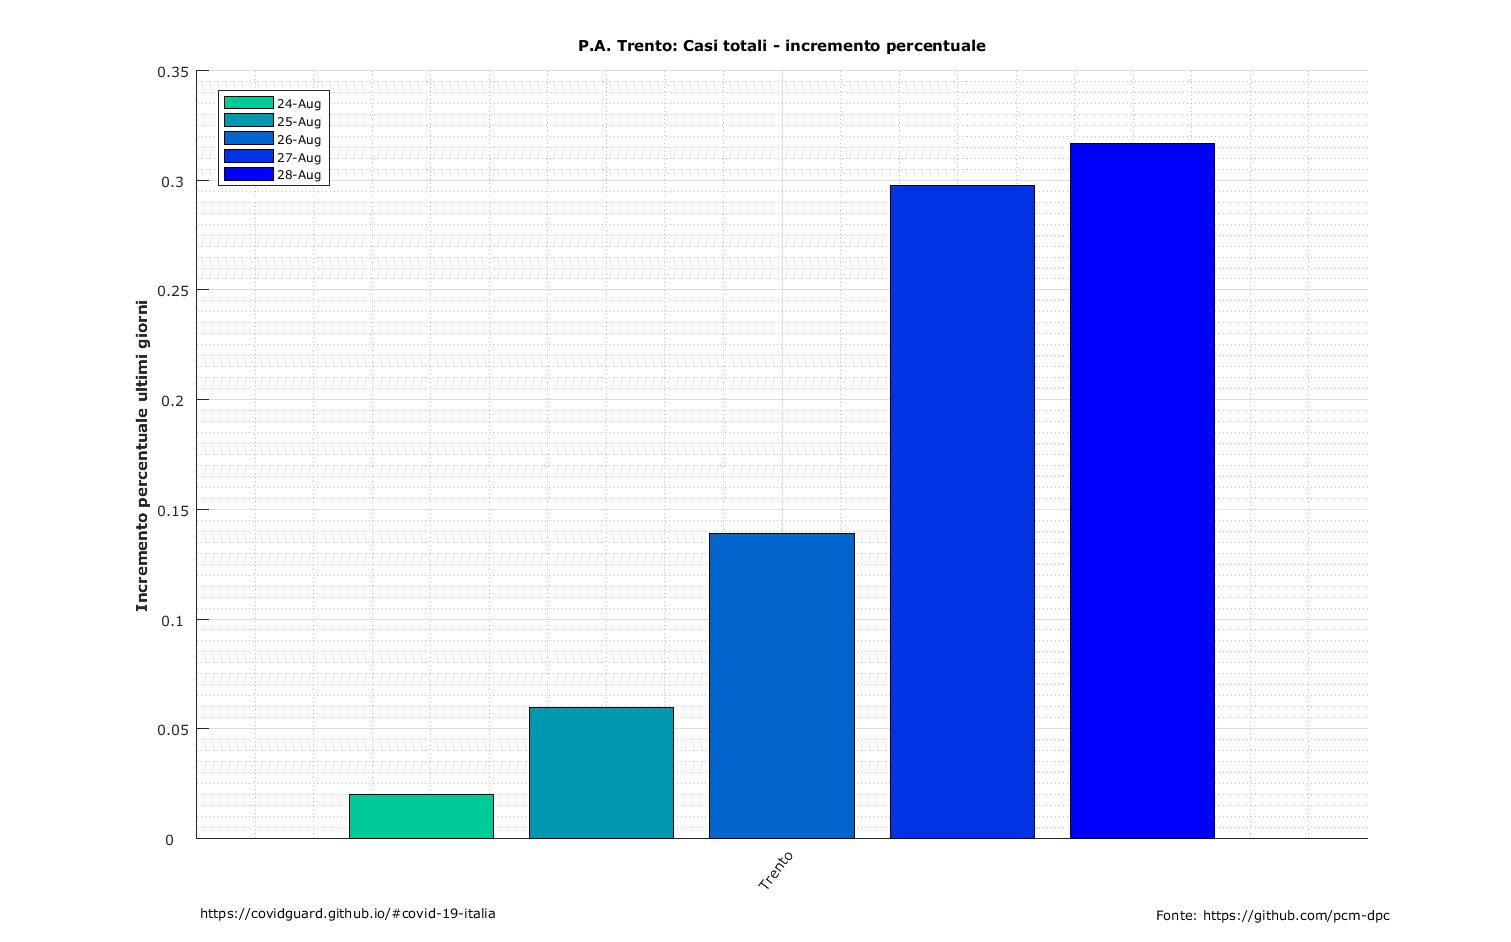 P.A. Trento: Casi totali - incremento percentuale
0.35
0.3
0.25
0.2
0.15
0.1
0.05
0
Incremento percentuale ultimi giorni
24-Aug
25-Aug
26-Aug
27-Aug
28-Aug
Trento
https://covidguard.github.io/#covid-19-italia
Fonte: https://github.com/pcm-dpc